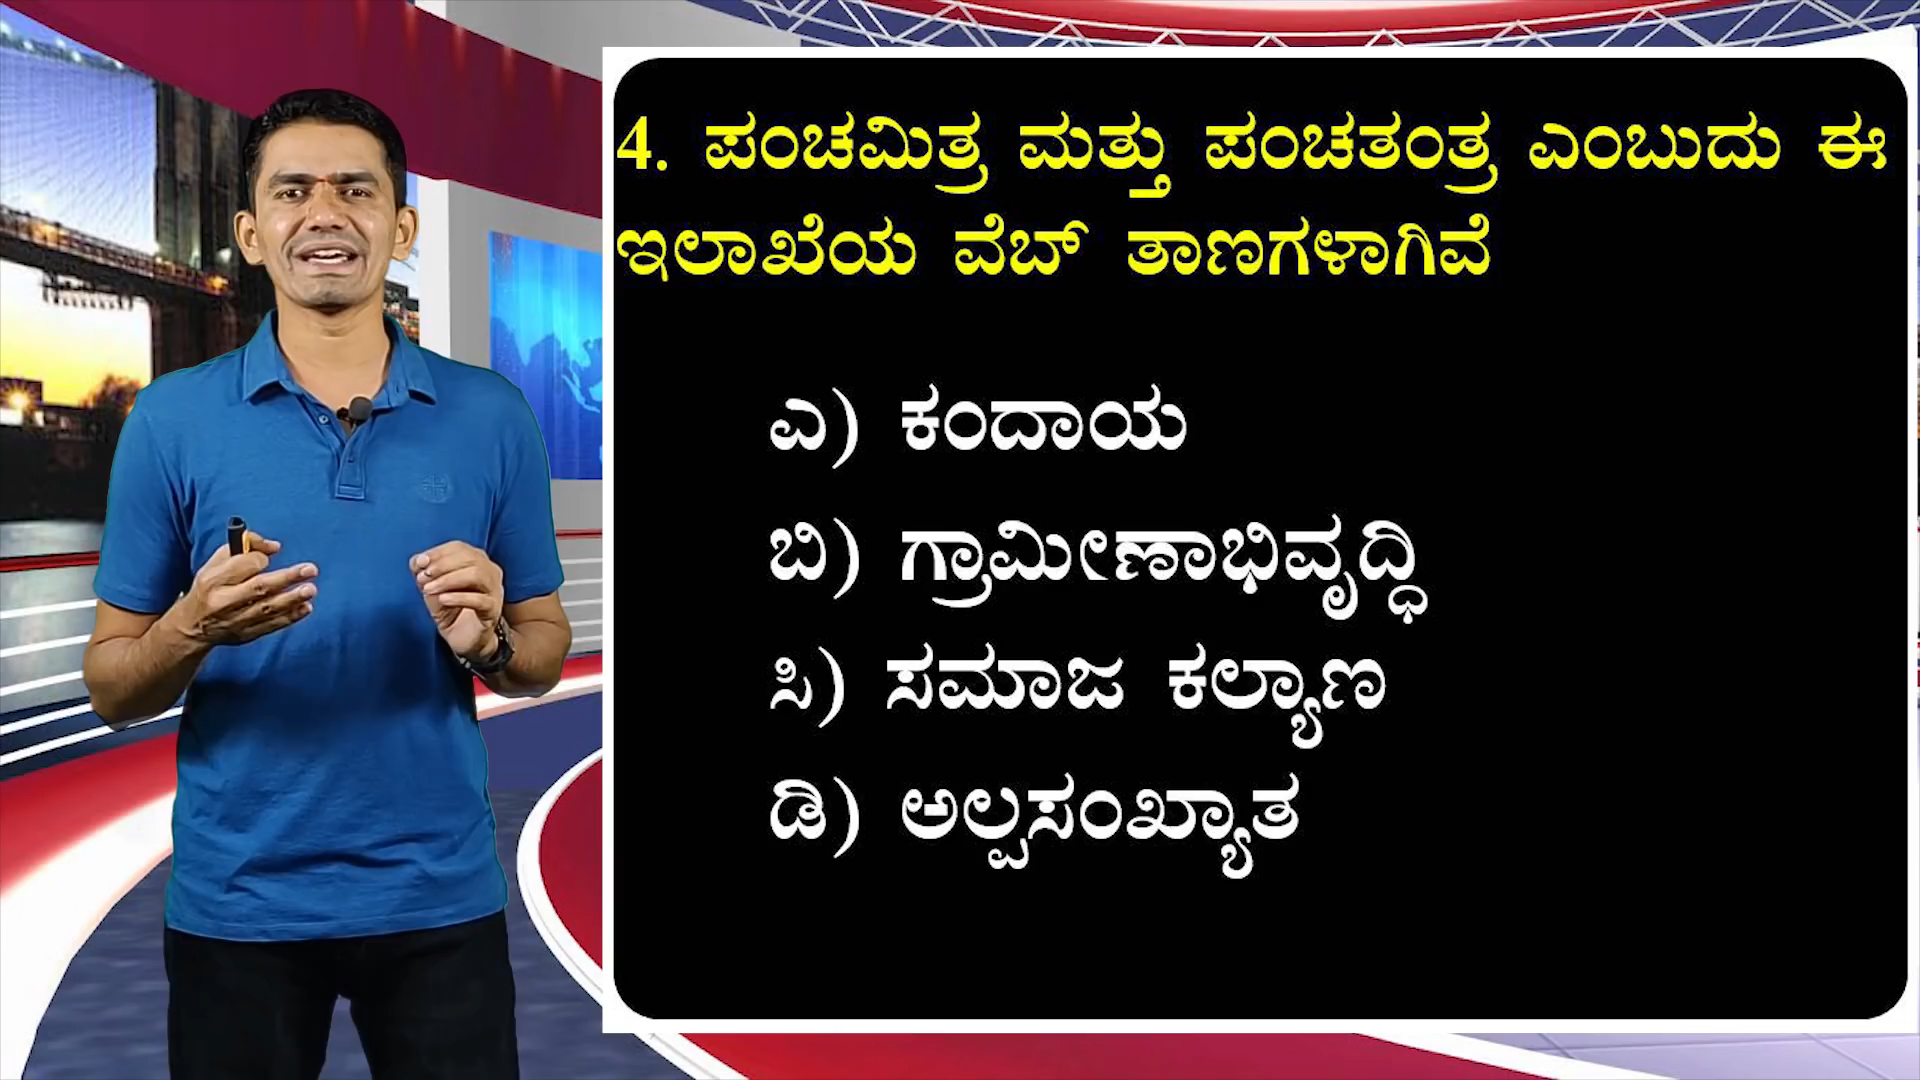 4. ಪಂಚಮಿತ್ರ ಮತ್ತು ಪಂಚತಂತ್ರ ಎಂಬುದು ಈ
ಇಲಾಖೆಯ ವೆಬ್ ತಾಣಗಳಾಗಿವೆ
ಎ) ಕಂದಾಯ
ಬಿ) ಗ್ರಾಮೀಣಾಭಿವೃದ್ಧಿ
ಸಿ) ಸಮಾಜ ಕಲ್ಯಾಣ
ಡಿ) ಅಲ್ಪಸಂಖ್ಯಾತ